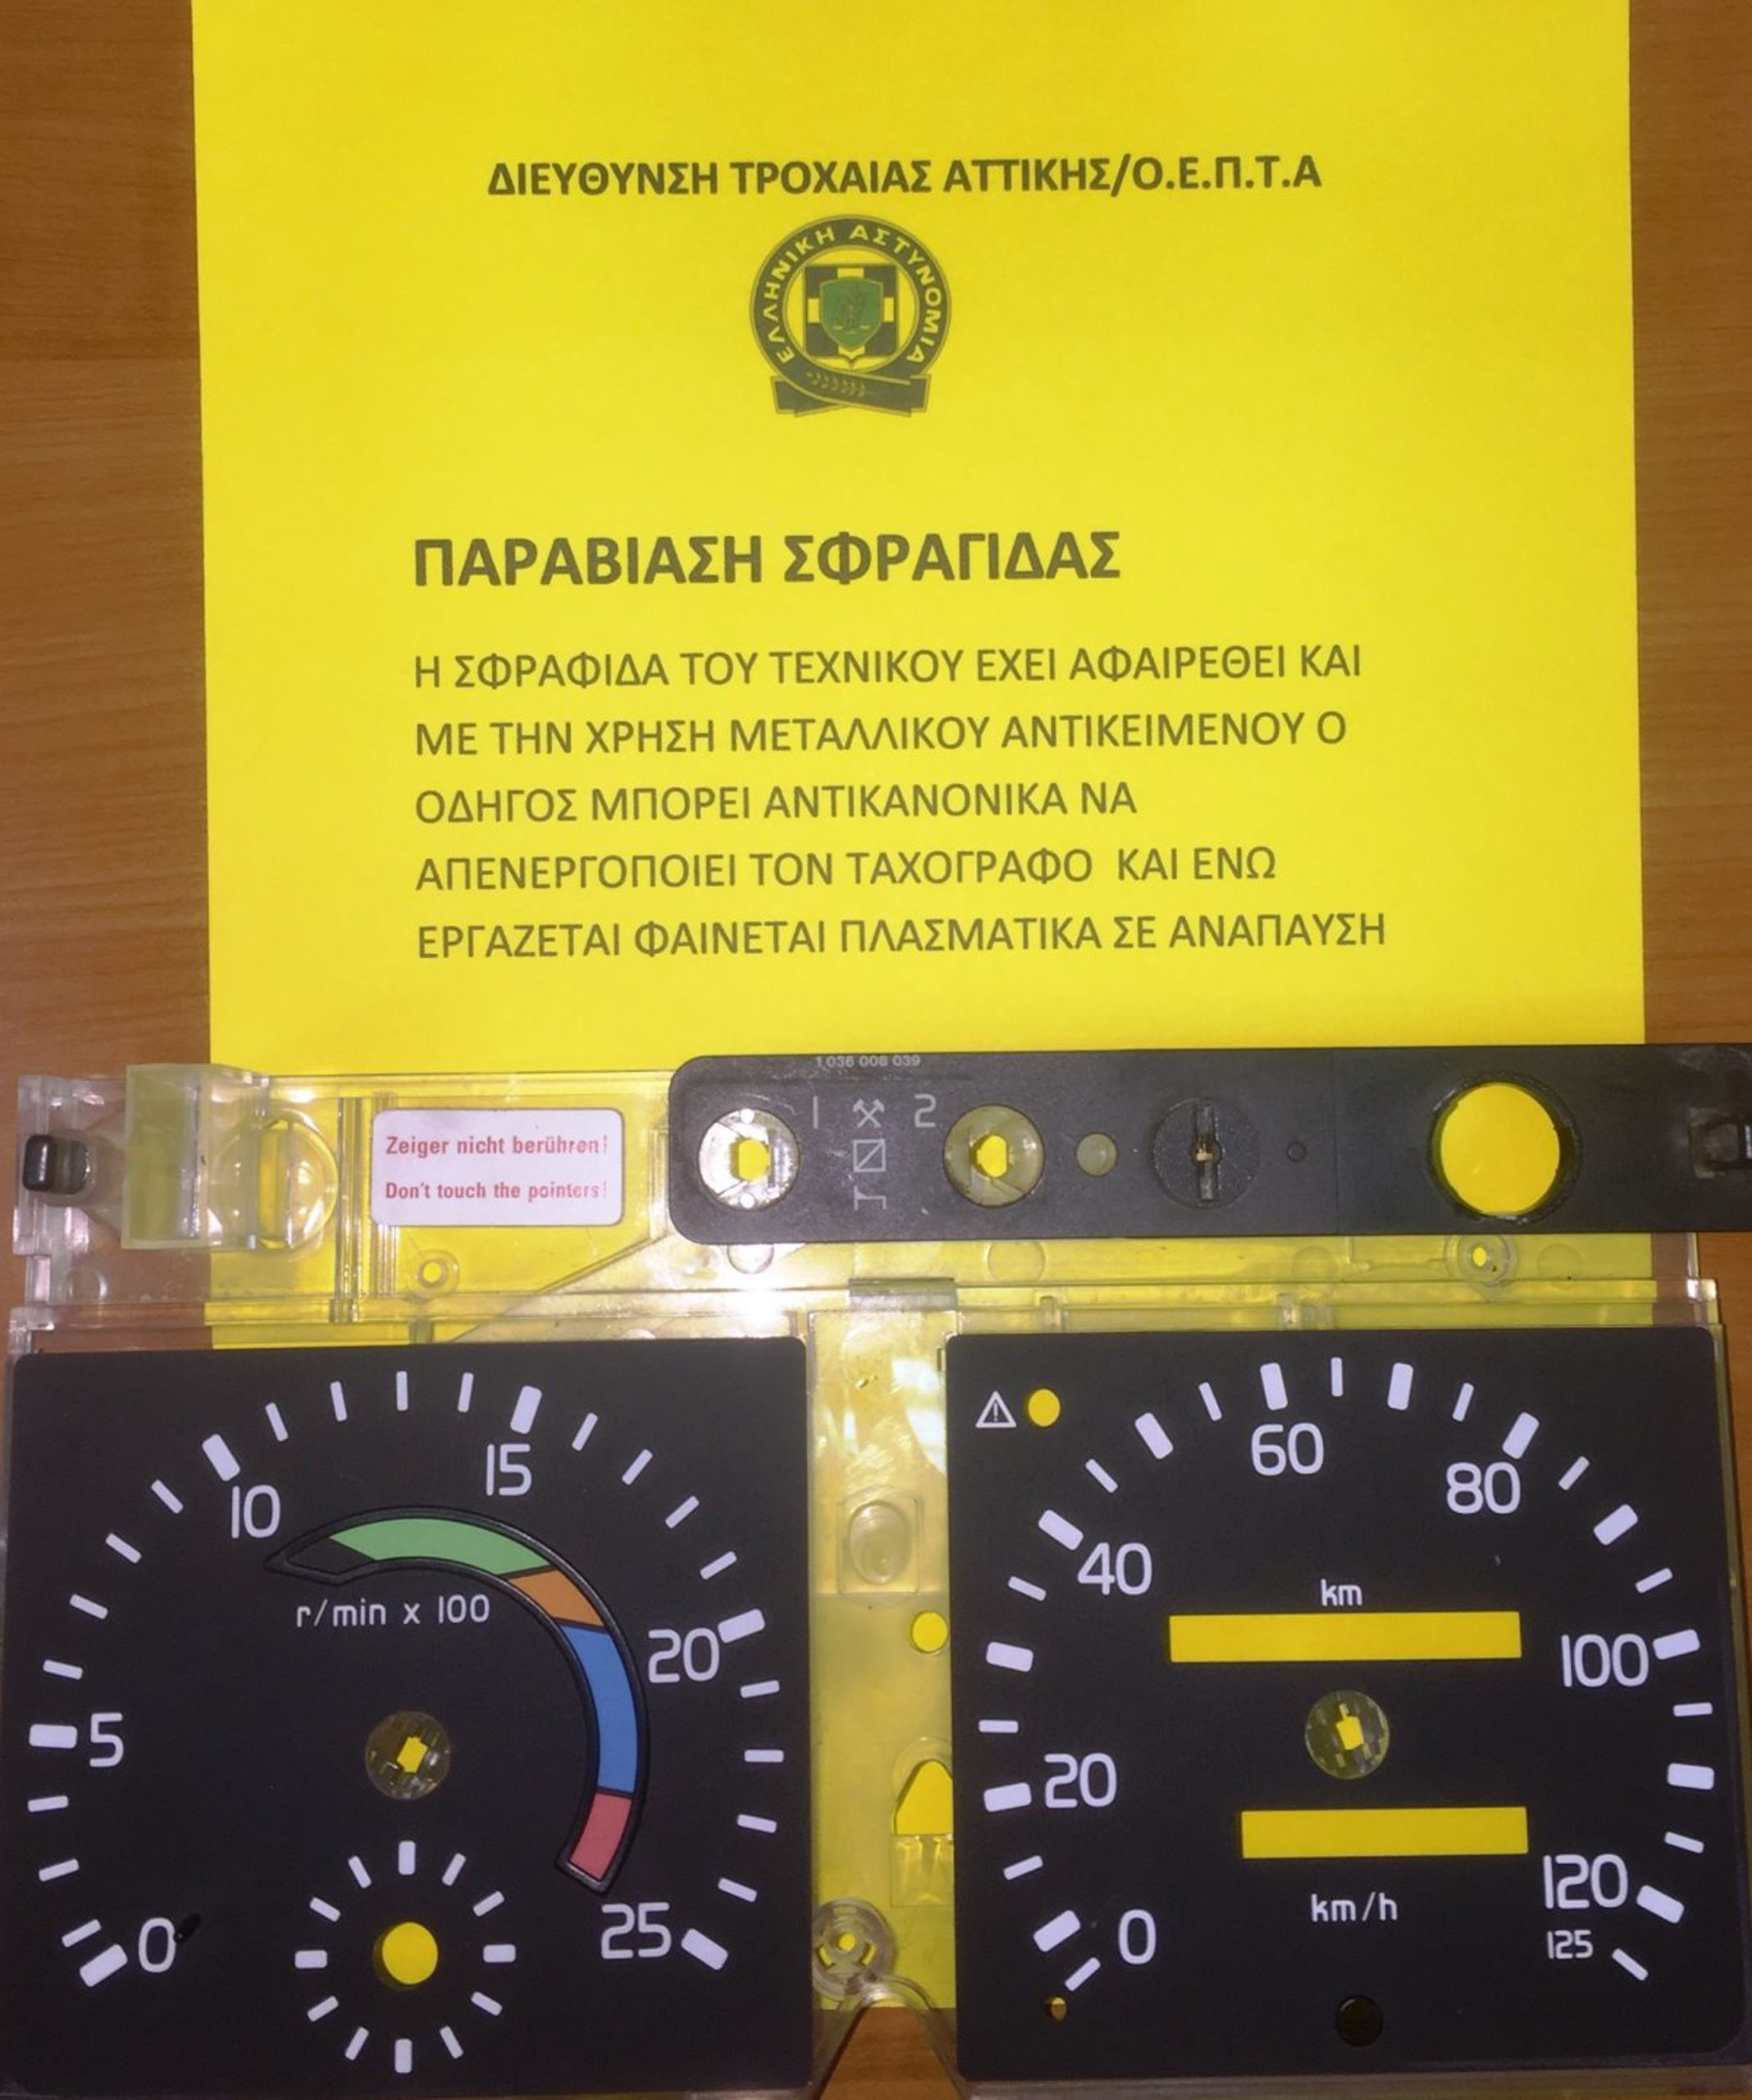 ΔΙΕΥΘΥΝΣΗ ΤΡΟΧΑΙΑΣ ΑΤΤΙΚΗΣ/Ο.Ε.Π.Τ.Α
ΕΛΛΗΝΙΚΗ ΑΣΤΥΝΟΜΙΑ
ΠΑΡΑΒΙΑΣΗ ΣΦΡΑΓΙΔΑΣ
Η ΣΦΡΑΦΙΔΑ ΤΟΥ ΤΕΧΝΙΚΟΥ ΕΧΕΙ ΑΦΑΙΡΕΘΕΙ ΚΑΙ
ΜΕ ΤΗΝ ΧΡΗΣΗ ΜΕΤΑΛΛΙΚΟΥ ΑΝΤΙΚΕΙΜΕΝΟΥ Ο
ΟΔΗΓΟΣ ΜΠΟΡΕΙ ΑΝΤΙΚΑΝΟΝΙΚΑ ΝΑ
ΑΠΕΝΕΡΓΟΠΟΙΕΙ ΤΟΝ ΤΑΧΟΓΡΑΦΟ ΚΑΙ ΕΝΩ
ΕΡΓΑΖΕΤΑΙ ΦΑΙΝΕΤΑΙ ΠΛΑΣΜΑΤΙΚΑ ΣΕ ΑΝΑΠΑΥΣΗ
1 036 008 039
Zeiger nicht berühren!
Don't touch the pointers!
1 2
0
5
10
15
20
25
r/min x 100
0
20
40
60
80
100
120
125
km
km/h